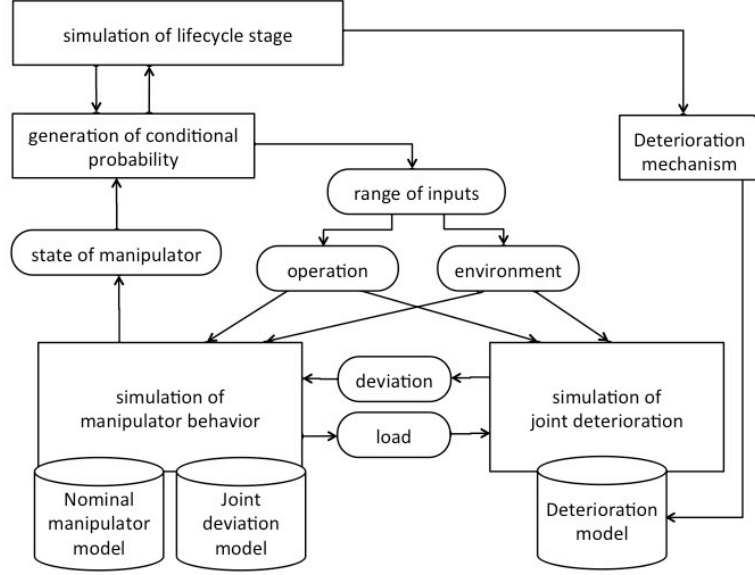 simulation of lifecycle stage
generation of conditional
probability
Deterioration
mechanism
range of inputs
state of manipulator
operation
environment
simulation of
manipulator behavior
deviation
load
simulation of
joint deterioration
Nominal
manipulator
model
Joint
deviation
model
Deterioration
model